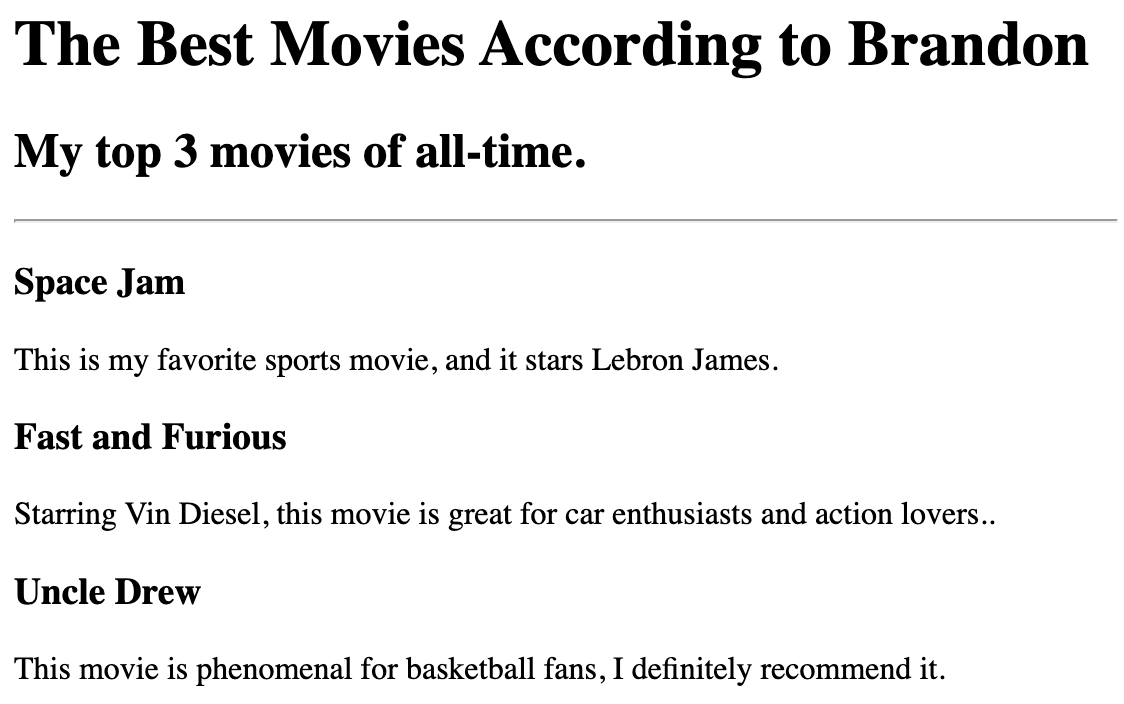 The Best Movies According to Brandon
My top 3 movies of all-time.
Space Jam
This is my favorite sports movie, and it stars Lebron James.
Fast and Furious
Starring Vin Diesel, this movie is great for car enthusiasts and action lovers..
Uncle Drew
This movie is phenomenal for basketball fans, I definitely recommend it.